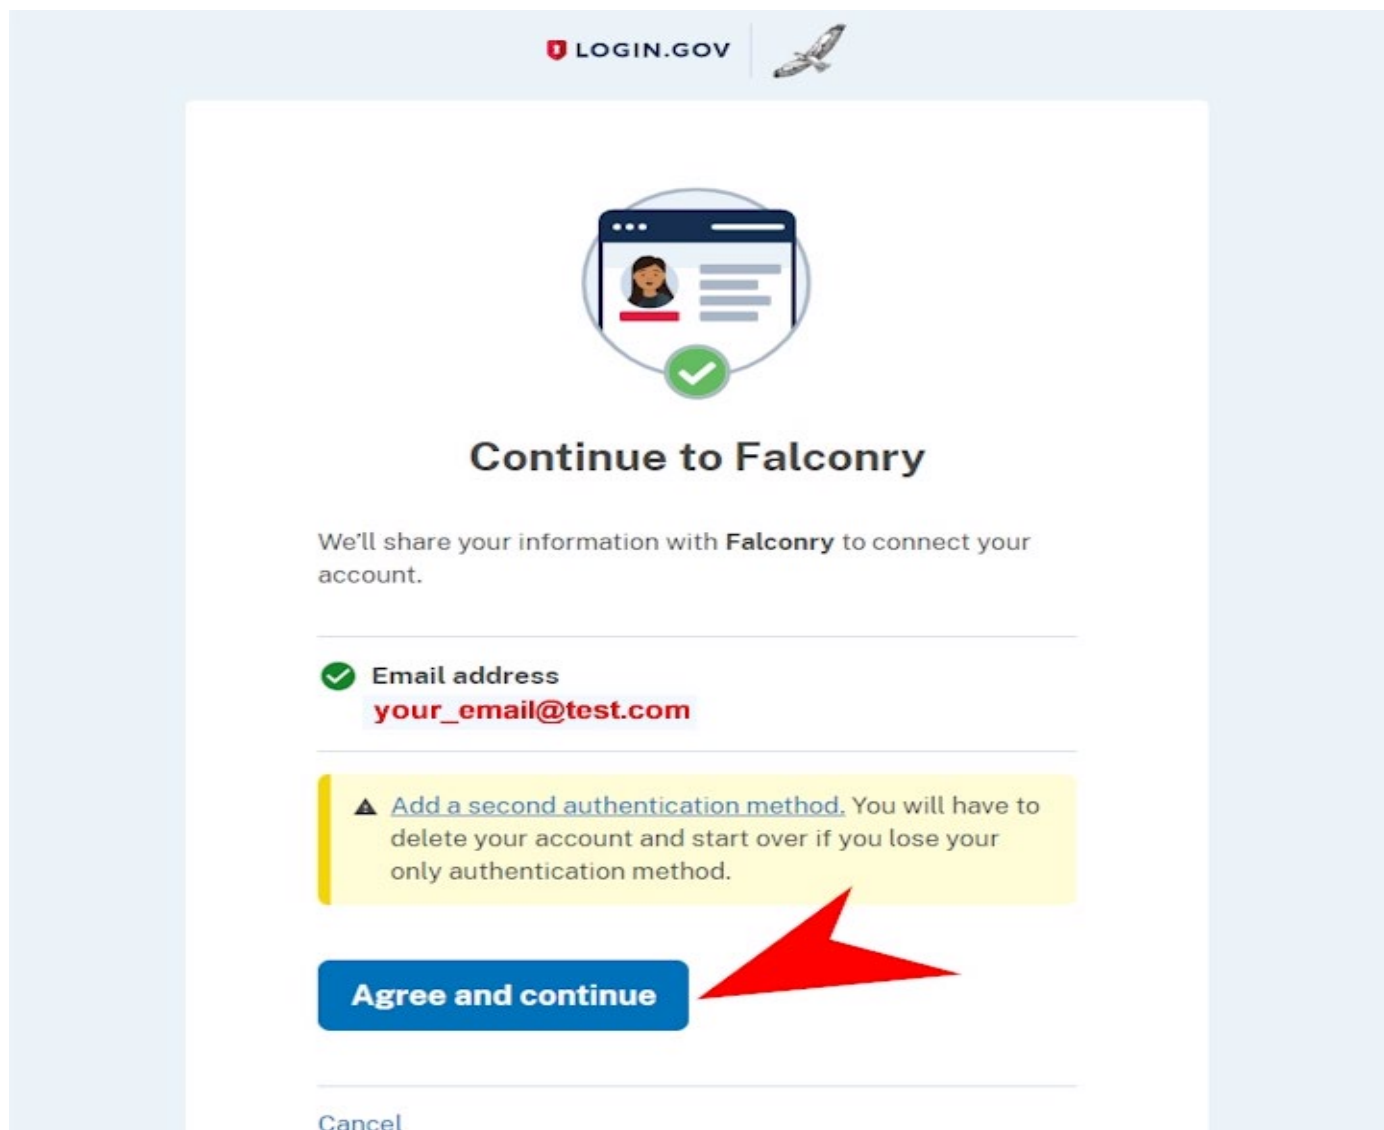 LOGIN.GOV
Continue to Falconry
We'll share your information with Falconry to connect your
account.
Email address
your_email@test.com
Add a second authentication method. You will have to
delete your account and start over if you lose your
only authentication method.
Agree and continue
Cancel